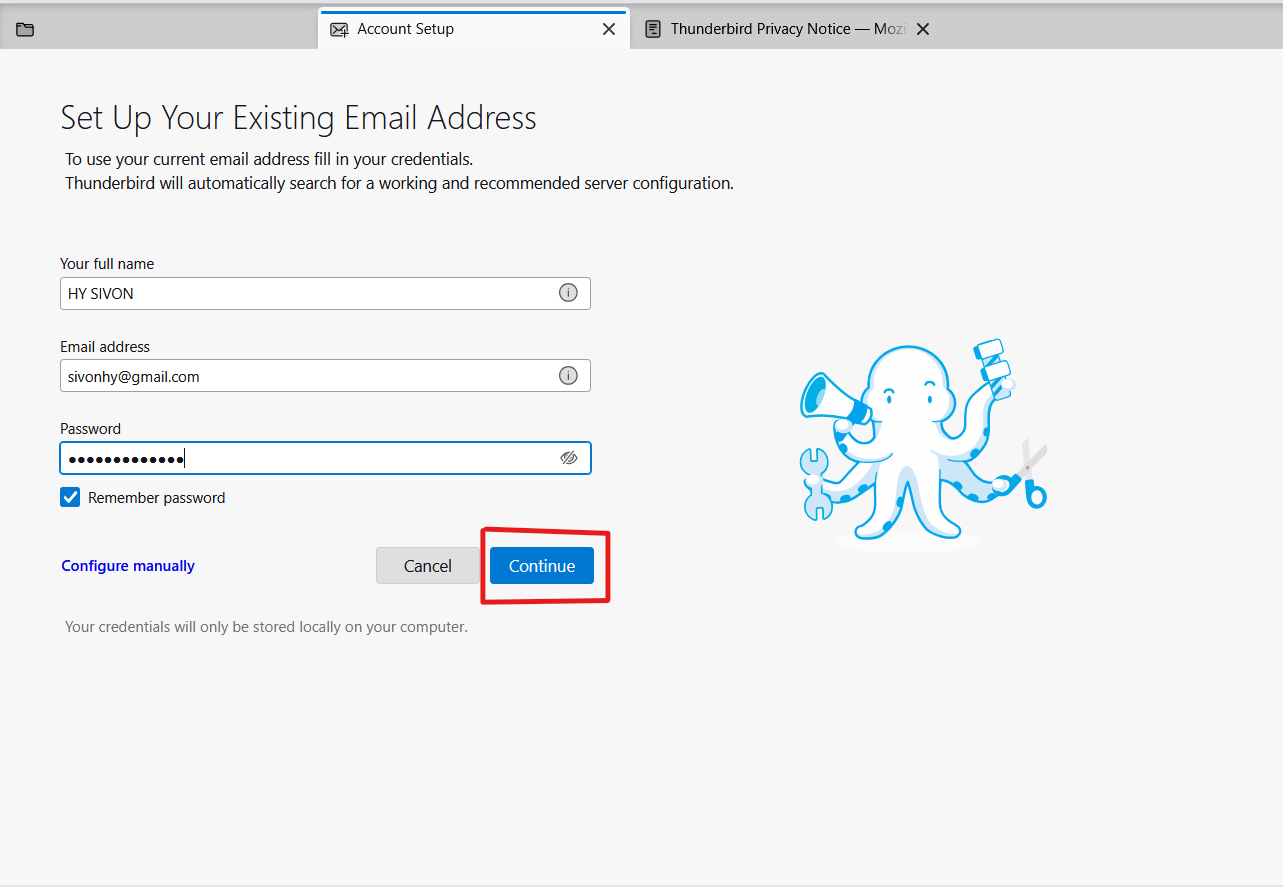 Account Setup
Thunderbird Privacy Notice — Mozi
Set Up Your Existing Email Address
To use your current email address fill in your credentials.
Thunderbird will automatically search for a working and recommended server configuration.
Your full name
HY SIVON
Email address
sivonhy@gmail.com
Password
●●●●●●●●●●●●●
Remember password
Configure manually
Cancel
Continue
Your credentials will only be stored locally on your computer.